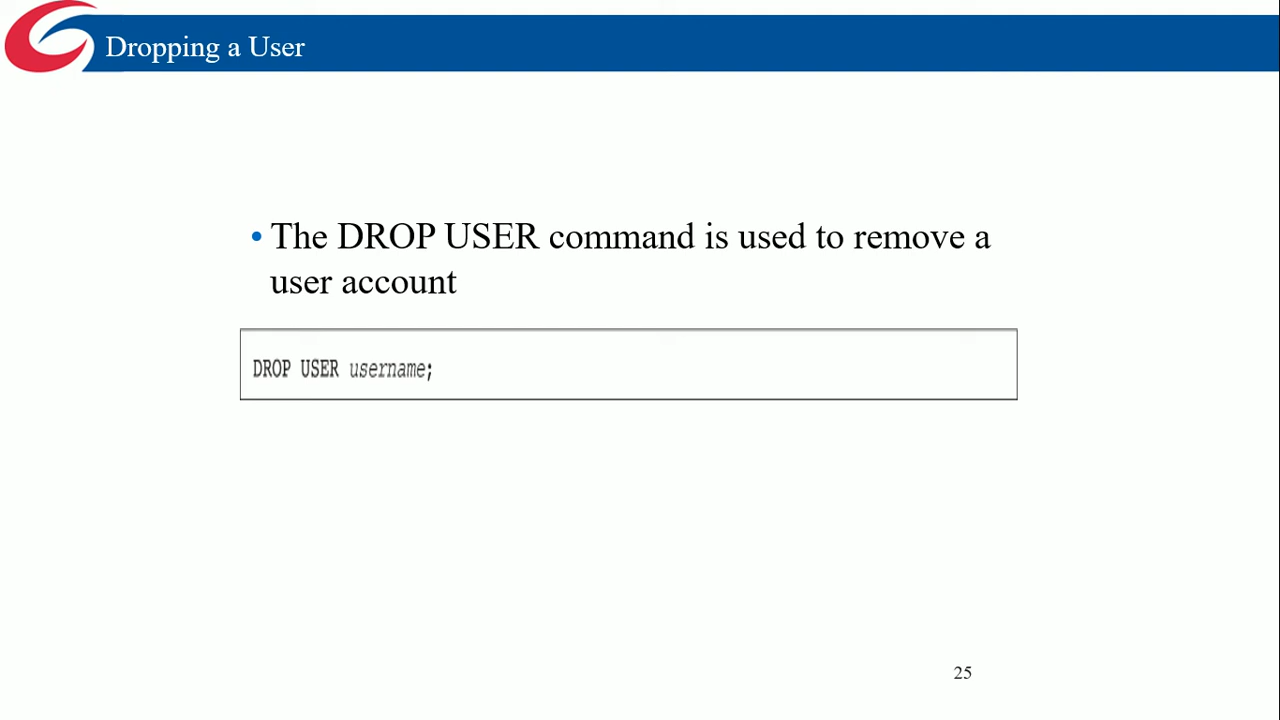 Dropping a User
• The DROP USER command is used to remove a
user account
DROP USER username;
25